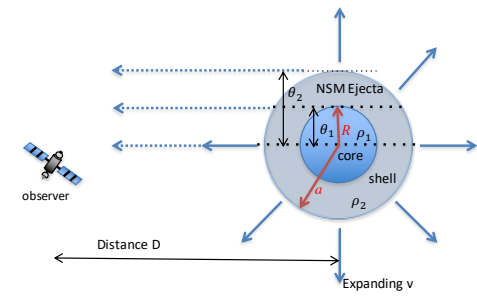 NSM Ejecta
θ₂
θ₁ R ρ₁
core
shell
a
ρ₂
observer
Distance D
Expanding v